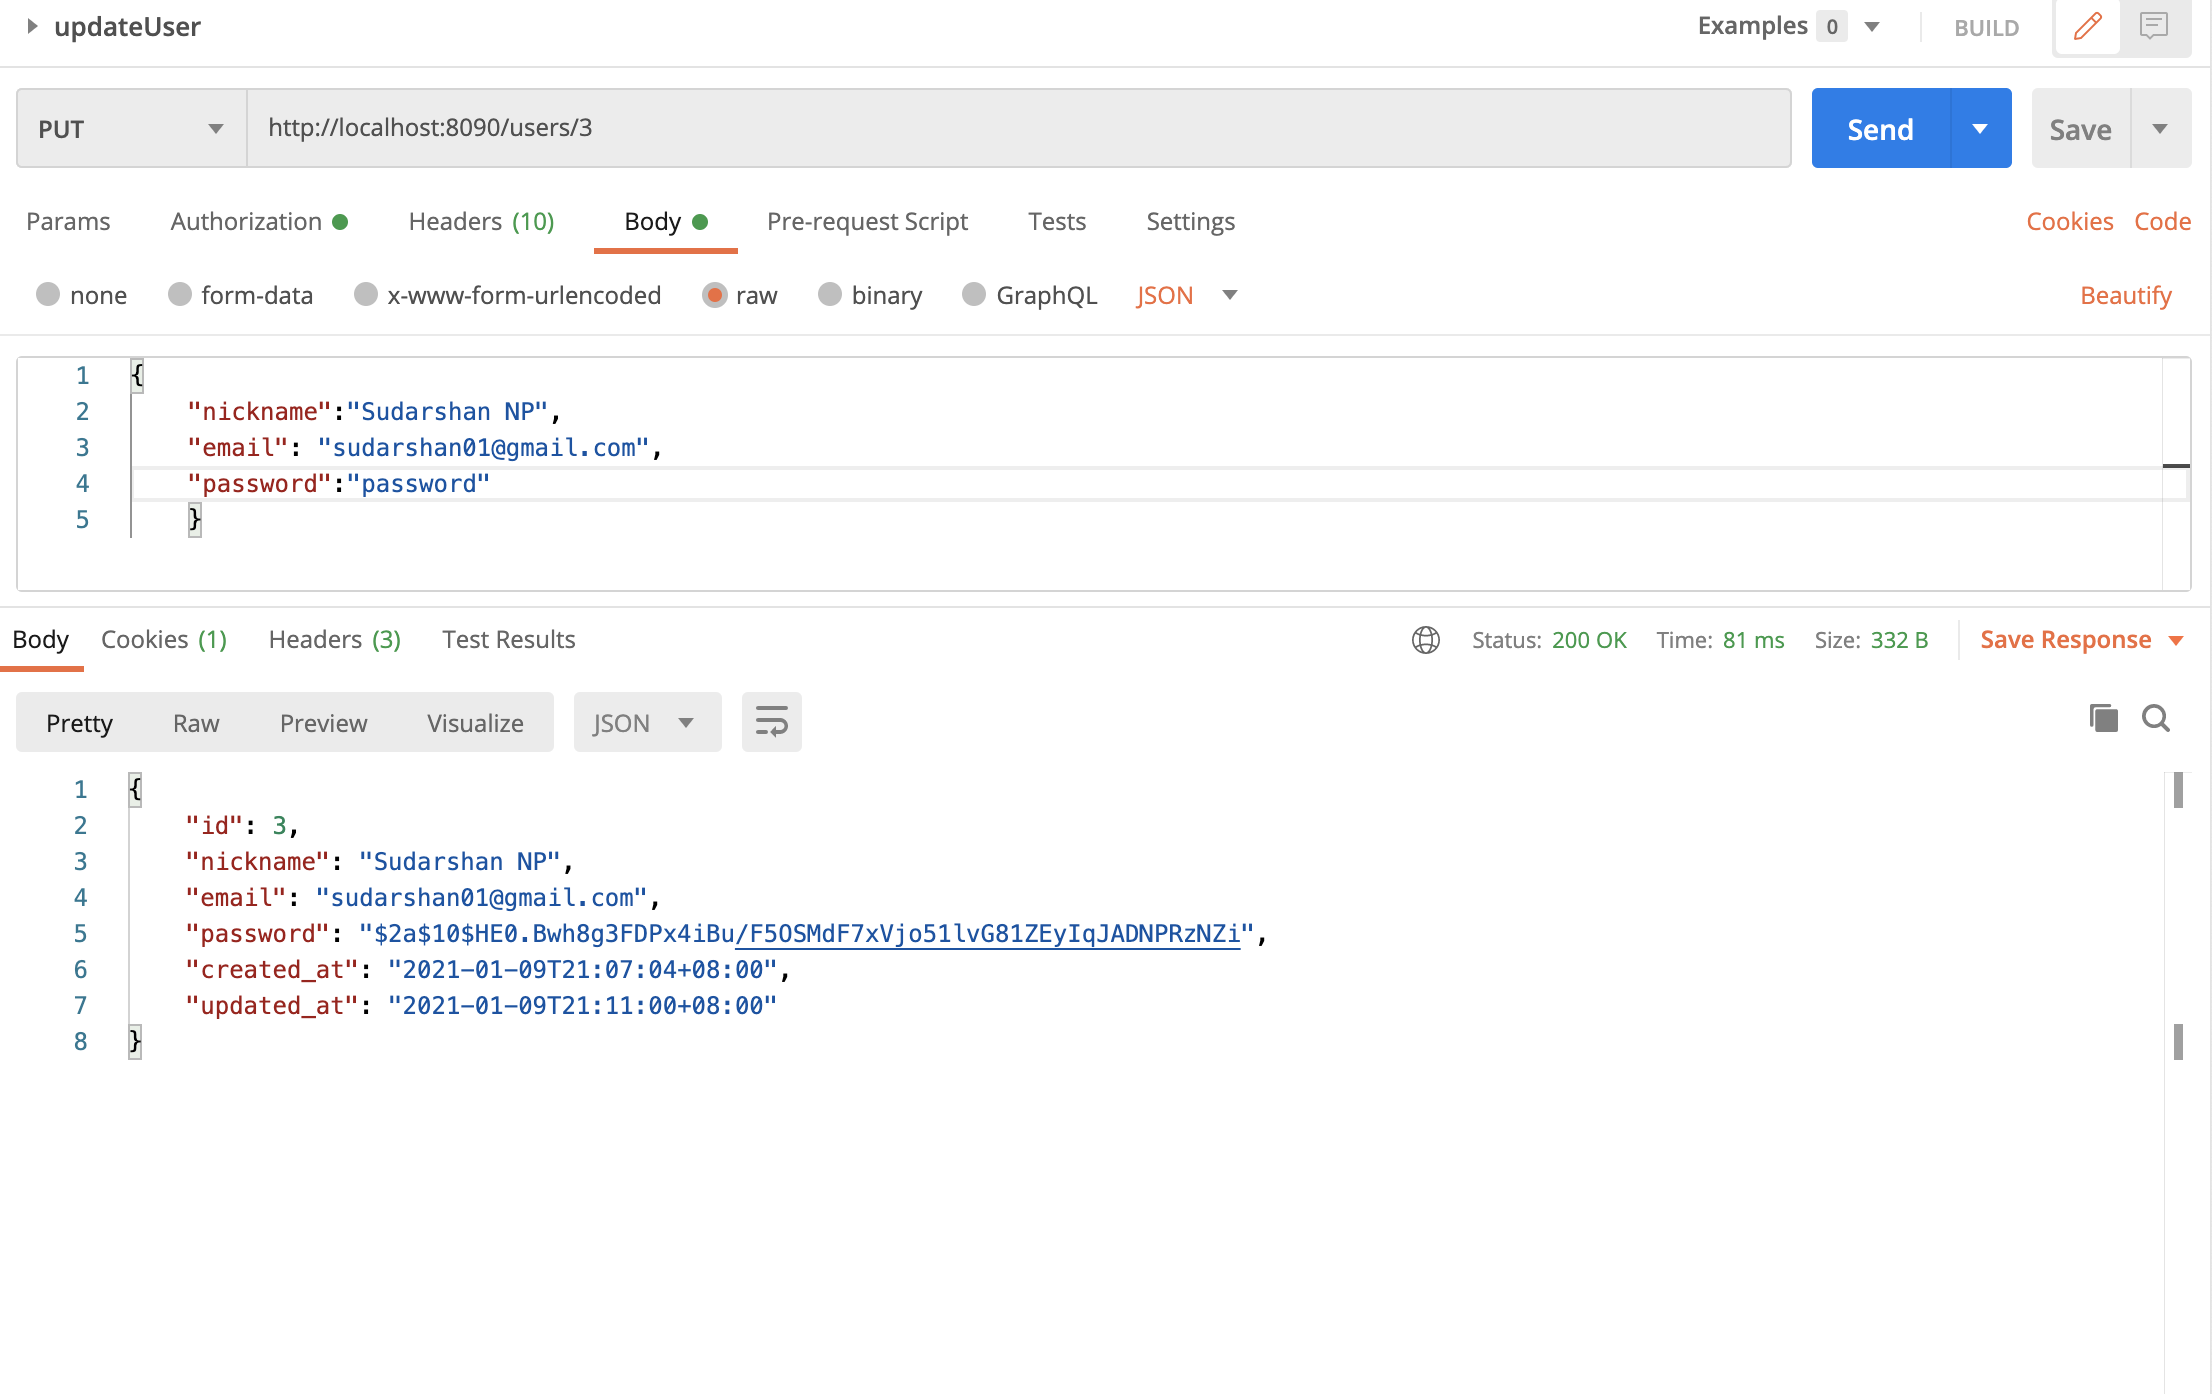 updateUser
Examples 0
BUILD
PUT
http://localhost:8090/users/3
Send
Save
Params Authorization Headers (10) Body Pre-request Script Tests Settings Cookies Code
none form-data x-www-form-urlencoded raw binary GraphQL JSON Beautify
1 {
2 "nickname":"Sudarshan NP",
3 "email": "sudarshan01@gmail.com",
4 "password":"password"
5 }
Body Cookies (1) Headers (3) Test Results Status: 200 OK Time: 81 ms Size: 332 B Save Response
Pretty Raw Preview Visualize JSON
1 {
2 "id": 3,
3 "nickname": "Sudarshan NP",
4 "email": "sudarshan01@gmail.com",
5 "password": "$2a$10$HE0.Bwh8g3FDPx4iBu/F5OSMdF7xVjo51lvG81ZEyIqJADNPRzNZi",
6 "created_at": "2021-01-09T21:07:04+08:00",
7 "updated_at": "2021-01-09T21:11:00+08:00"
8 }